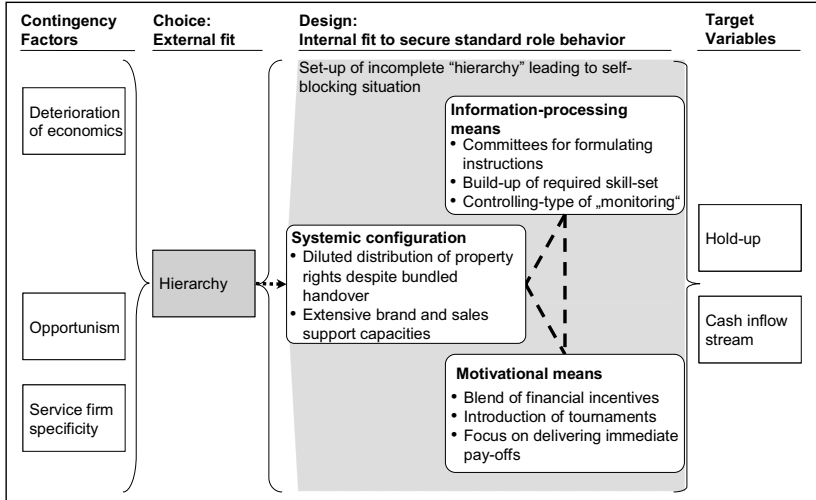 Contingency
Factors
Choice:
External fit
Design:
Internal fit to secure standard role behavior
Target
Variables
Set-up of incomplete “hierarchy” leading to self-
blocking situation
Deterioration
of economics
Opportunism
Service firm
specificity
Hierarchy
Systemic configuration
• Diluted distribution of property
rights despite bundled
handover
• Extensive brand and sales
support capacities
Information-processing
means
• Committees for formulating
instructions
• Build-up of required skill-set
• Controlling-type of „monitoring“
Motivational means
• Blend of financial incentives
• Introduction of tournaments
• Focus on delivering immediate
pay-offs
Hold-up
Cash inflow
stream